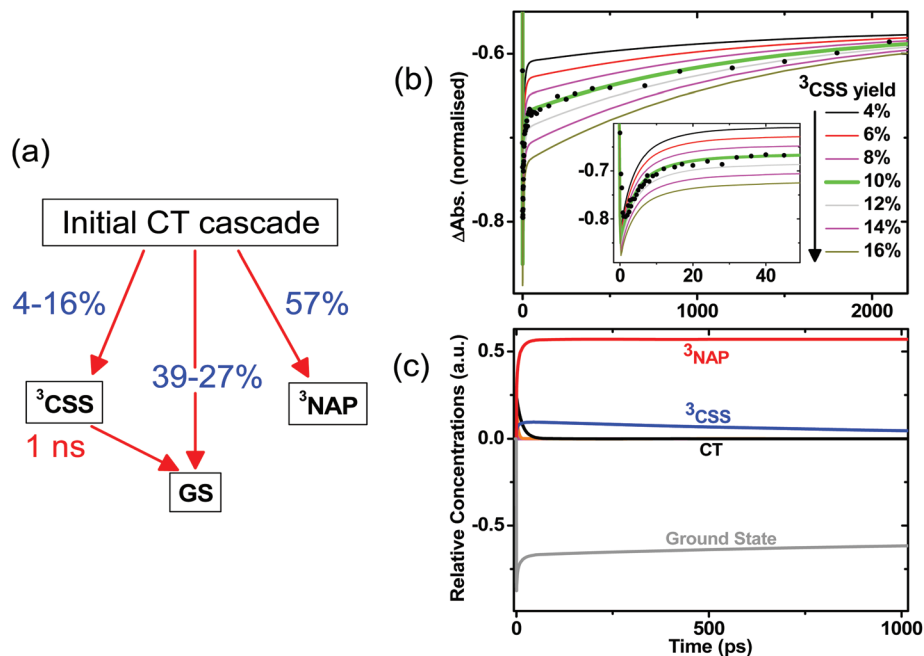 (a)
Initial CT cascade
4-16%
57%
39-27%
³CSS
³NAP
1 ns
GS
(b)
ΔAbs. (normalised)
-0.6
-0.8
0
1000
2000
-0.7
-0.8
0
20
40
³CSS yield
4%
6%
8%
10%
12%
14%
16%
(c)
Relative Concentrations (a.u.)
0.5
0.0
-0.5
³NAP
³CSS
CT
Ground State
0
500
1000
Time (ps)